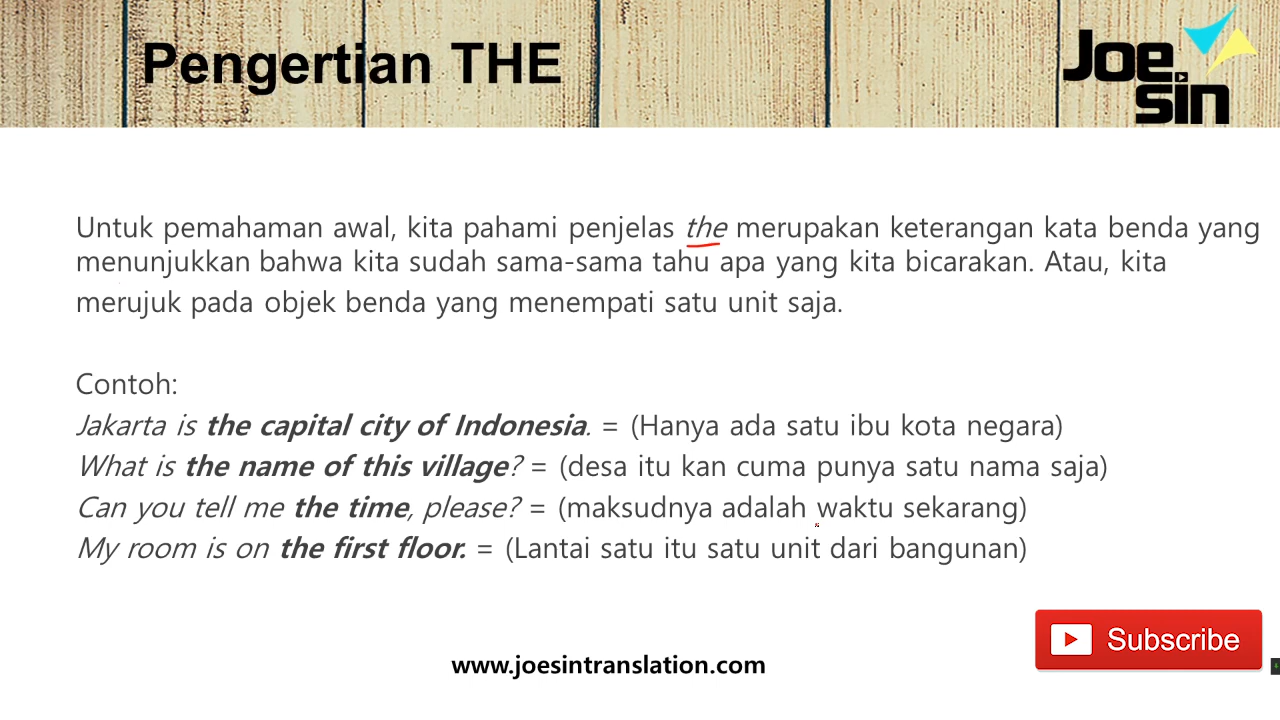 Pengertian THE
Joe
sin
Untuk pemahaman awal, kita pahami penjelas the merupakan keterangan kata benda yang
menunjukkan bahwa kita sudah sama-sama tahu apa yang kita bicarakan. Atau, kita
merujuk pada objek benda yang menempati satu unit saja.
Contoh:
Jakarta is the capital city of Indonesia. = (Hanya ada satu ibu kota negara)
What is the name of this village? = (desa itu kan cuma punya satu nama saja)
Can you tell me the time, please? = (maksudnya adalah waktu sekarang)
My room is on the first floor. = (Lantai satu itu satu unit dari bangunan)
Subscribe
www.joesintranslation.com